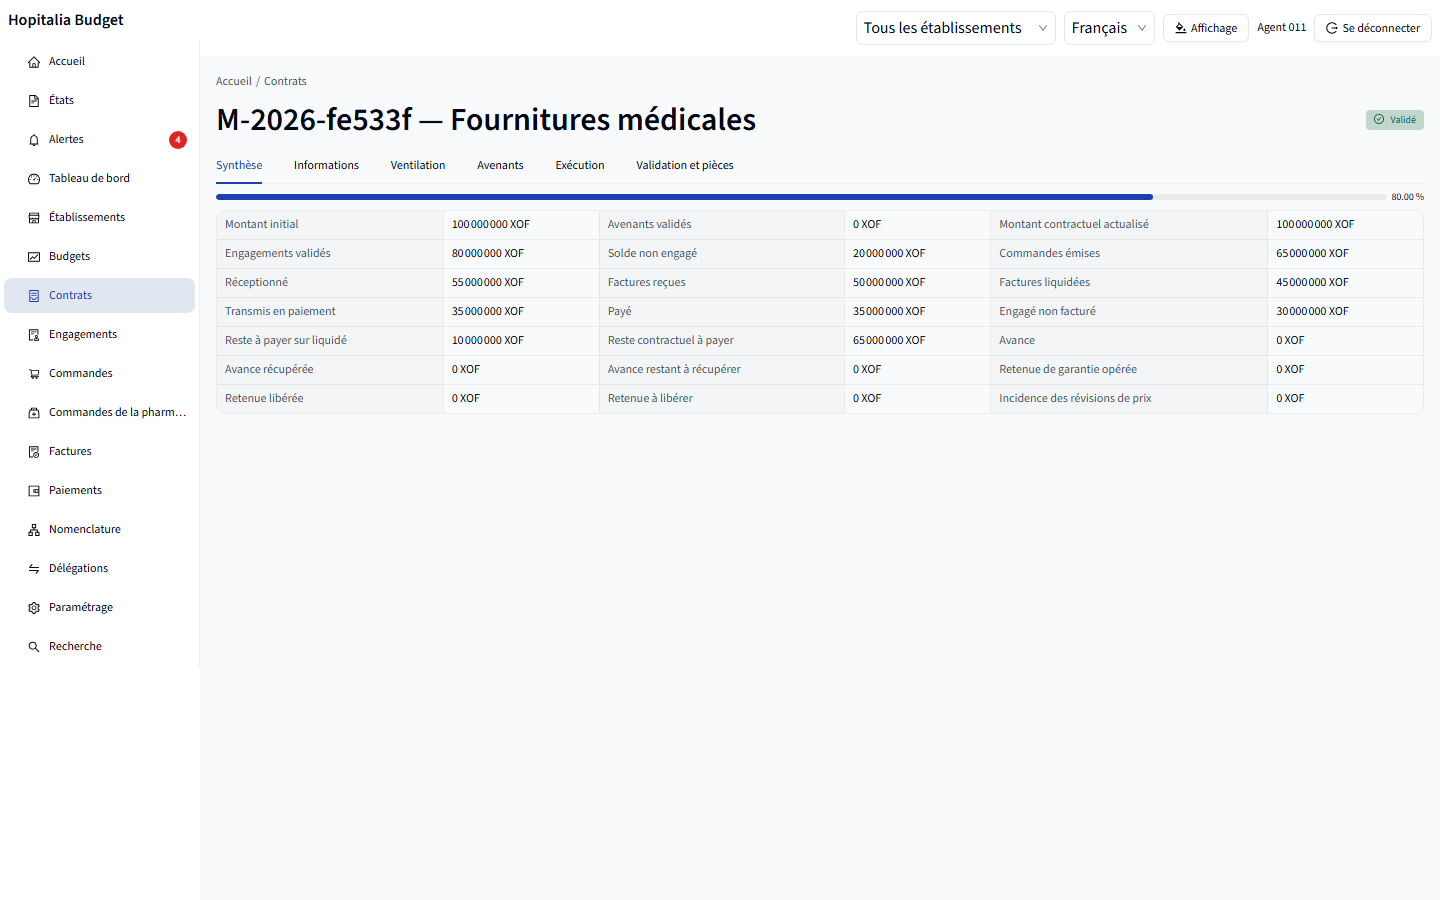 Hopitalia Budget
Tous les établissements
Français
Affichage
Agent 011
Se déconnecter
Accueil
États
Alertes
4
Tableau de bord
Établissements
Budgets
Contrats
Engagements
Commandes
Commandes de la pharm...
Factures
Paiements
Nomenclature
Délégations
Paramétrage
Recherche
Accueil / Contrats
M-2026-fe533f — Fournitures médicales
Validé
Synthèse Informations Ventilation Avenants Exécution Validation et pièces
80.00 %
Montant initial 100 000 000 XOF Avenants validés 0 XOF Montant contractuel actualisé 100 000 000 XOF
Engagements validés 80 000 000 XOF Solde non engagé 20 000 000 XOF Commandes émises 65 000 000 XOF
Réceptionné 55 000 000 XOF Factures reçues 50 000 000 XOF Factures liquidées 45 000 000 XOF
Transmis en paiement 35 000 000 XOF Payé 35 000 000 XOF Engagé non facturé 30 000 000 XOF
Reste à payer sur liquidé 10 000 000 XOF Reste contractuel à payer 65 000 000 XOF Avance 0 XOF
Avance récupérée 0 XOF Avance restant à récupérer 0 XOF Retenue de garantie opérée 0 XOF
Retenue libérée 0 XOF Retenue à libérer 0 XOF Incidence des révisions de prix 0 XOF